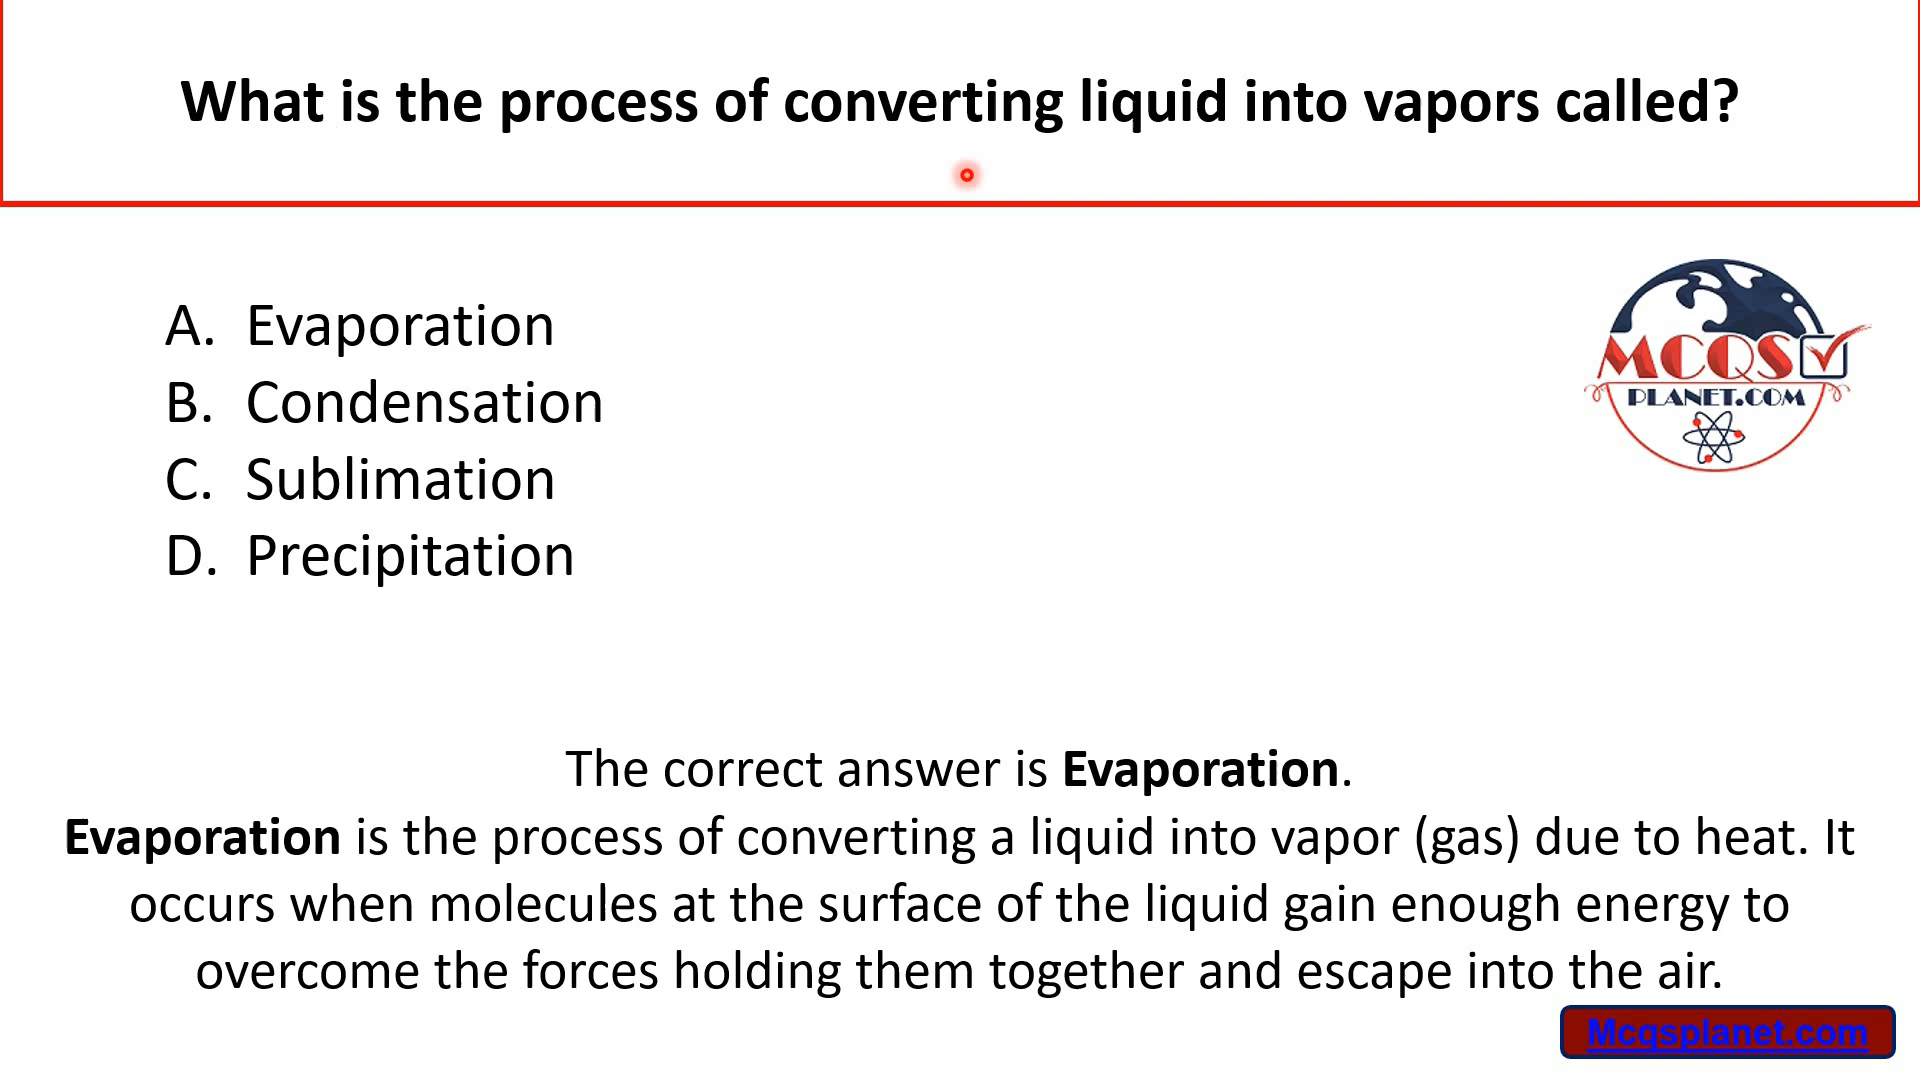 What is the process of converting liquid into vapors called?
A. Evaporation
B. Condensation
C. Sublimation
D. Precipitation
MCQS
PLANET.COM
The correct answer is Evaporation.
Evaporation is the process of converting a liquid into vapor (gas) due to heat. It
occurs when molecules at the surface of the liquid gain enough energy to
overcome the forces holding them together and escape into the air.
Mcqsplanet.com